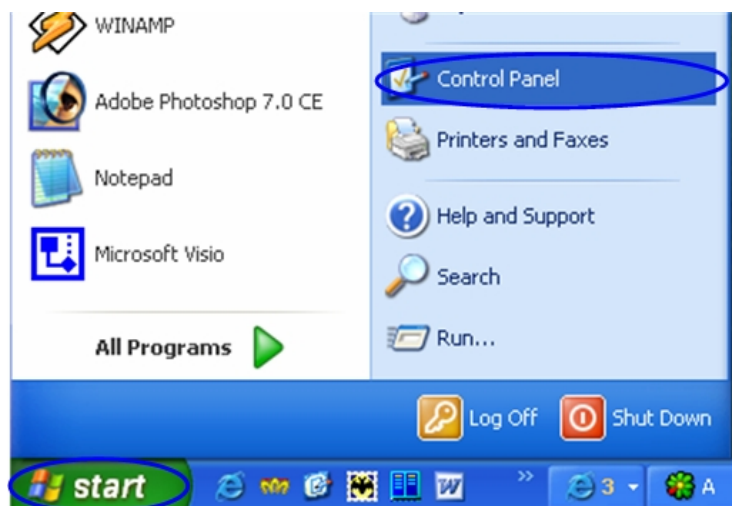 WINAMP
Adobe Photoshop 7.0 CE
Notepad
Microsoft Visio
All Programs
Control Panel
Printers and Faxes
Help and Support
Search
Run...
Log Off
Shut Down
start
3
A